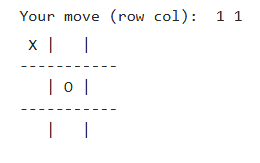 Your move (row col):  1 1
 X |   |
-----------
   | O |
-----------
   |   |